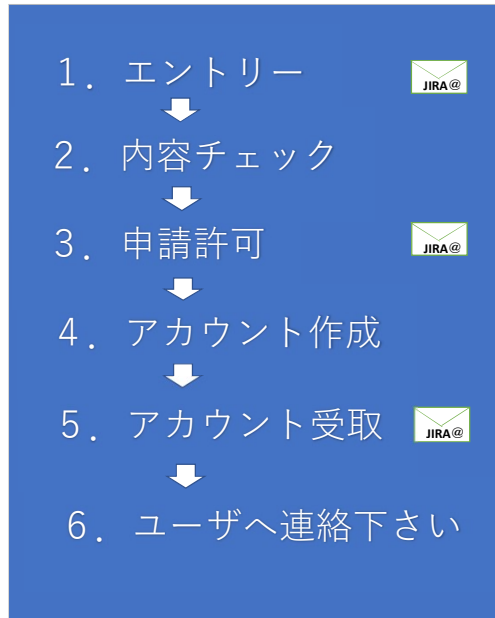 1．エントリー
JIRA@
2．内容チェック
3．申請許可
JIRA@
4．アカウント作成
5．アカウント受取
JIRA@
6．ユーザへ連絡下さい